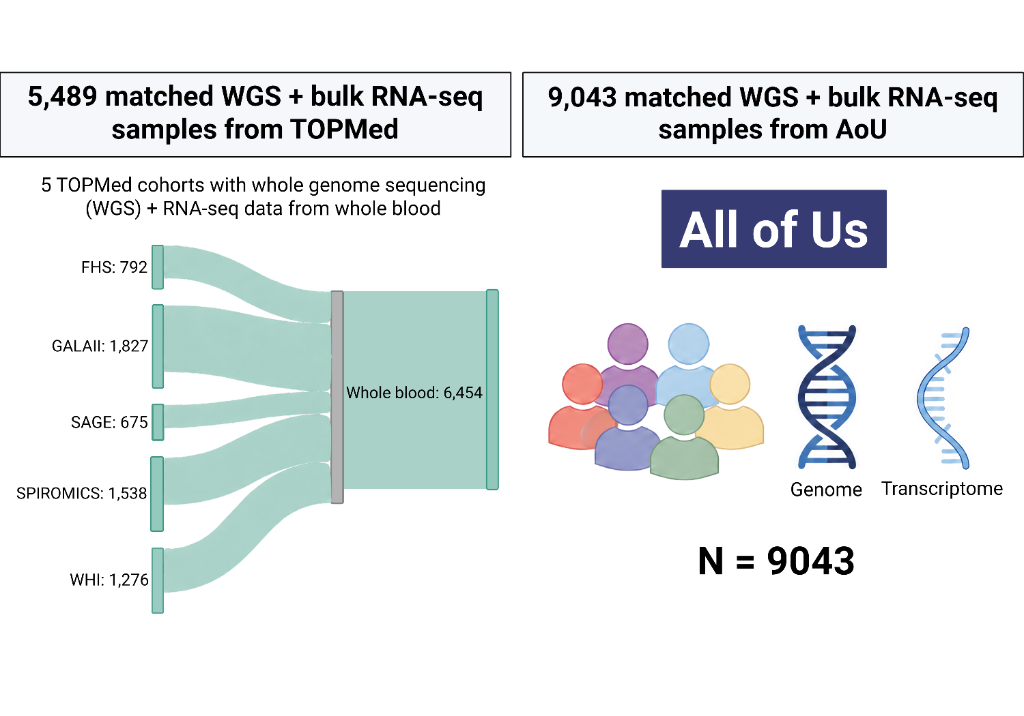 5,489 matched WGS + bulk RNA-seq
samples from TOPMed
5 TOPMed cohorts with whole genome sequencing
(WGS) + RNA-seq data from whole blood
FHS: 792
GALAII: 1,827
SAGE: 675
SPIROMICS: 1,538
WHI: 1,276
Whole blood: 6,454
9,043 matched WGS + bulk RNA-seq
samples from AoU
All of Us
Genome
Transcriptome
N = 9043